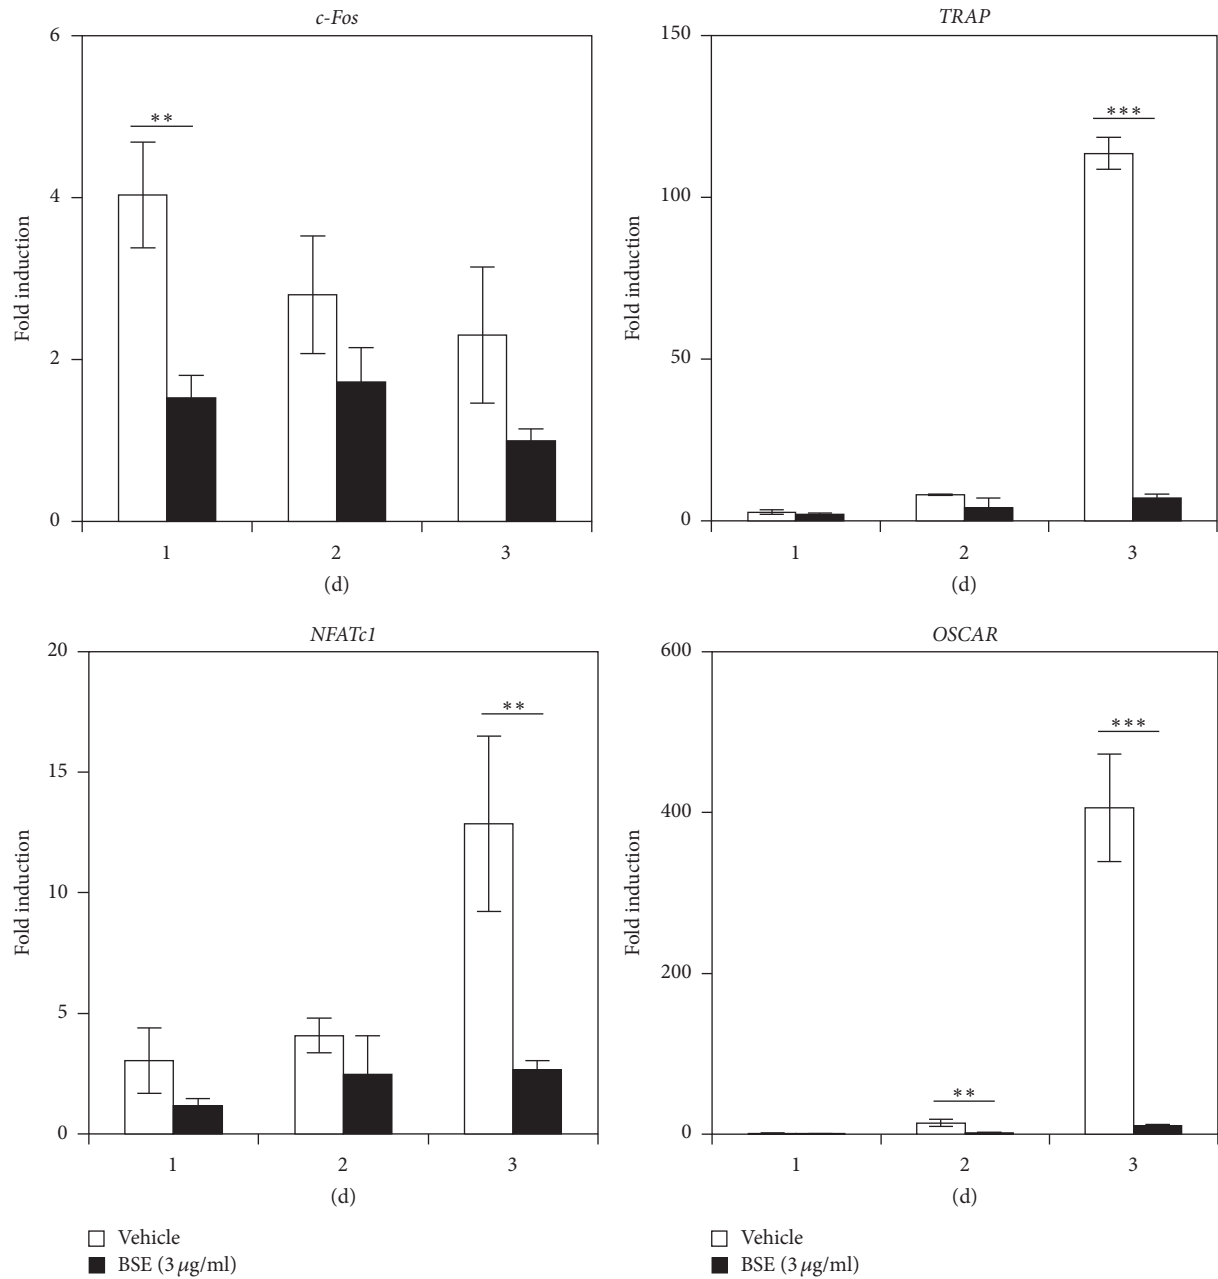 c-Fos
6
4
2
0
Fold induction
**
1 2 3
(d)
TRAP
150
100
50
0
Fold induction
***
1 2 3
(d)
NFATc1
20
15
10
5
0
Fold induction
**
1 2 3
(d)
Vehicle
BSE (3 μg/ml)
OSCAR
600
400
200
0
Fold induction
**
***
1 2 3
(d)
Vehicle
BSE (3 μg/ml)